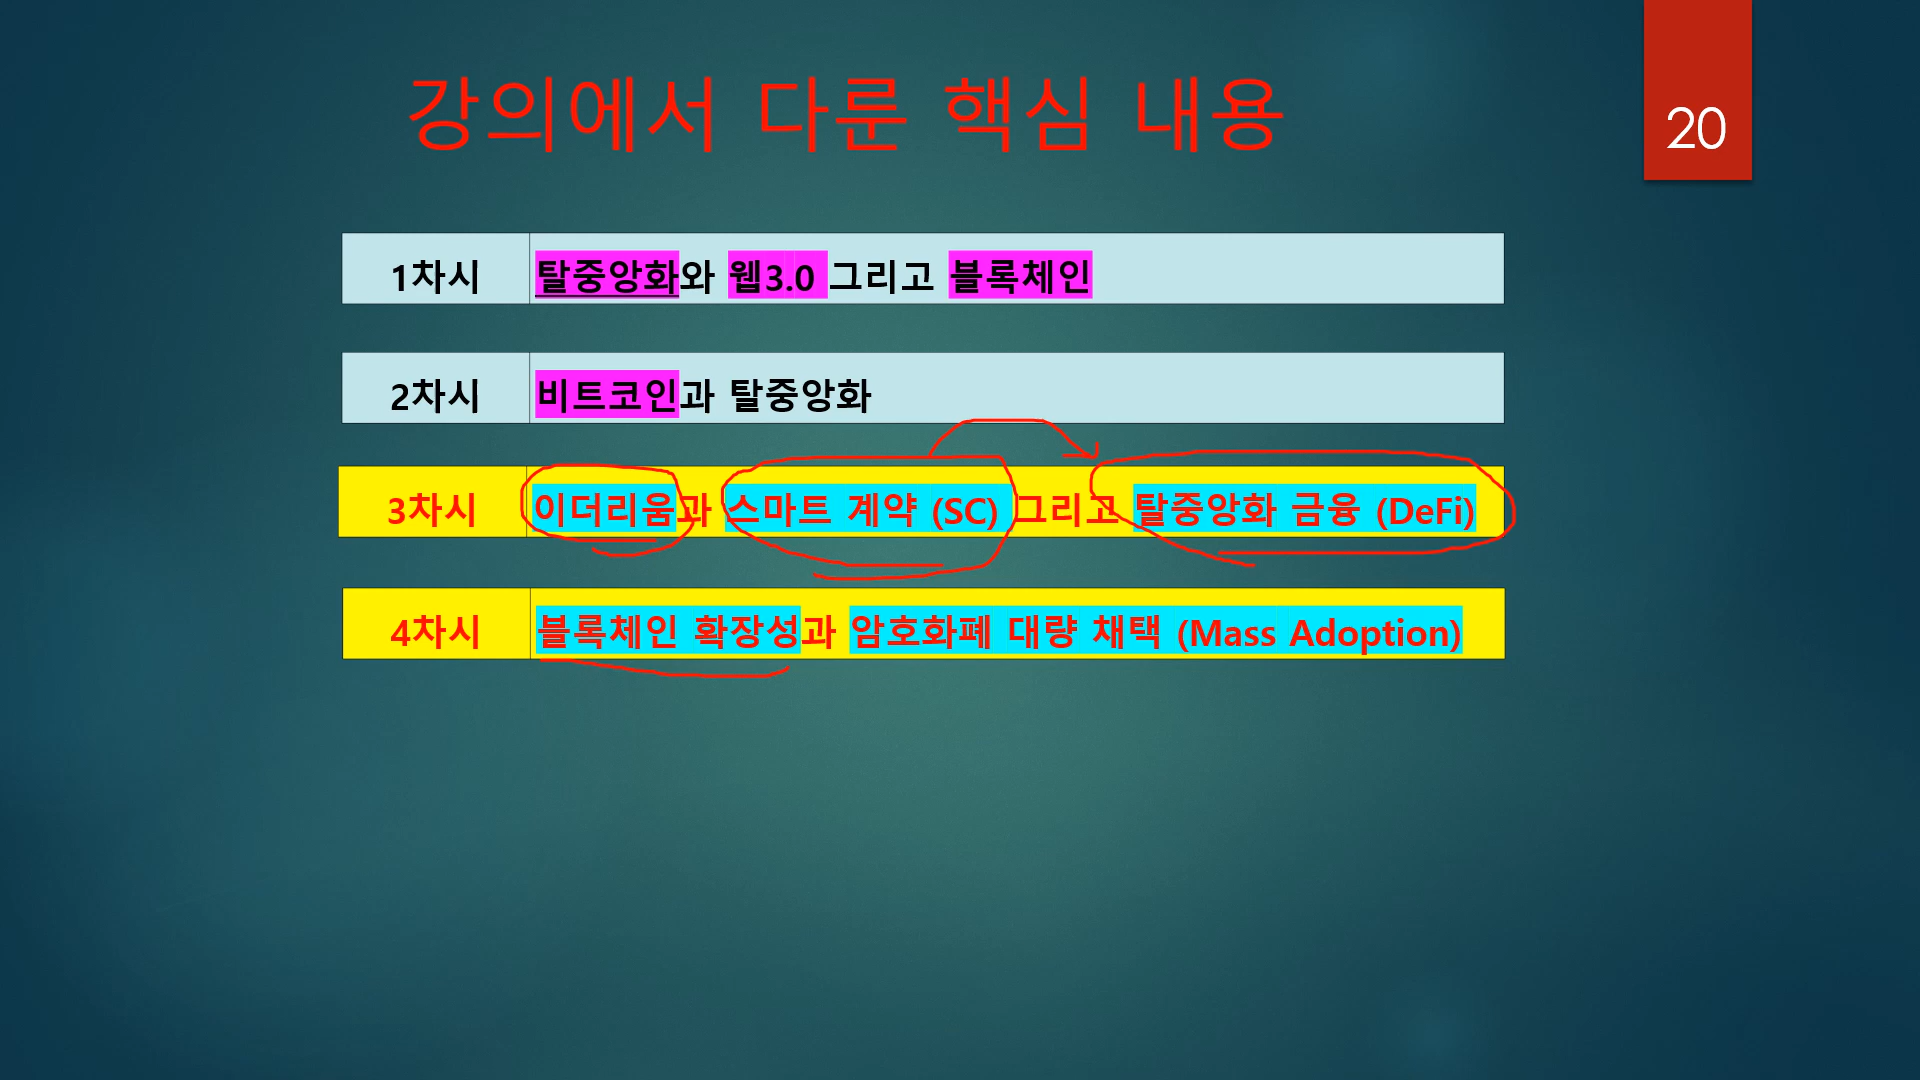 강의에서 다룬 핵심 내용
20
1차시 탈중앙화와 웹3.0 그리고 블록체인
2차시 비트코인과 탈중앙화
3차시 이더리움과 스마트 계약 (SC) 그리고 탈중앙화 금융 (DeFi)
4차시 블록체인 확장성과 암호화폐 대량 채택 (Mass Adoption)